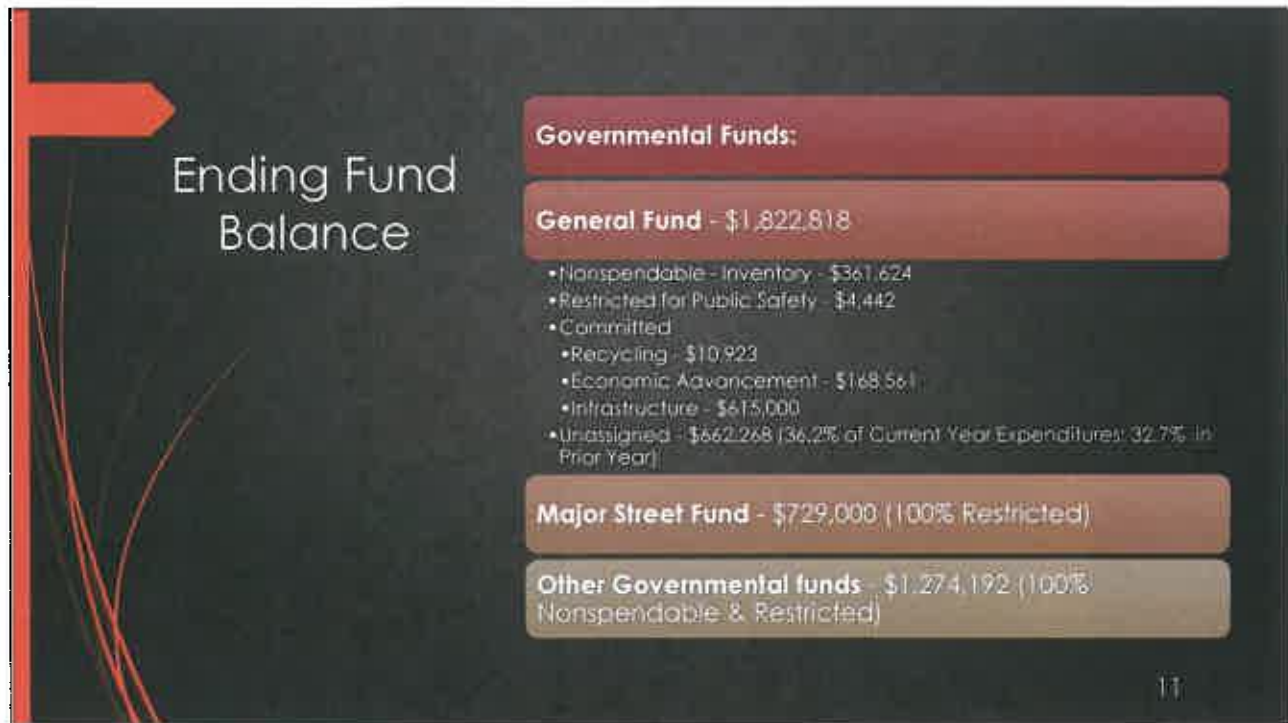 Ending Fund
Balance
Governmental Funds:
General Fund - $1,822,818
•Nonspendable - Inventory - $361,624
•Restricted for Public Safety - $4,442
•Committed
•Recycling - $10,923
•Economic Advancement - $168,561
•Infrastructure - $615,000
•Unassigned - $662,268 (36.2% of Current Year Expenditures; 32.7% in
Prior Year)
Major Street Fund - $729,000 (100% Restricted)
Other Governmental funds - $1,274,192 (100%
Nonspendable & Restricted)
11